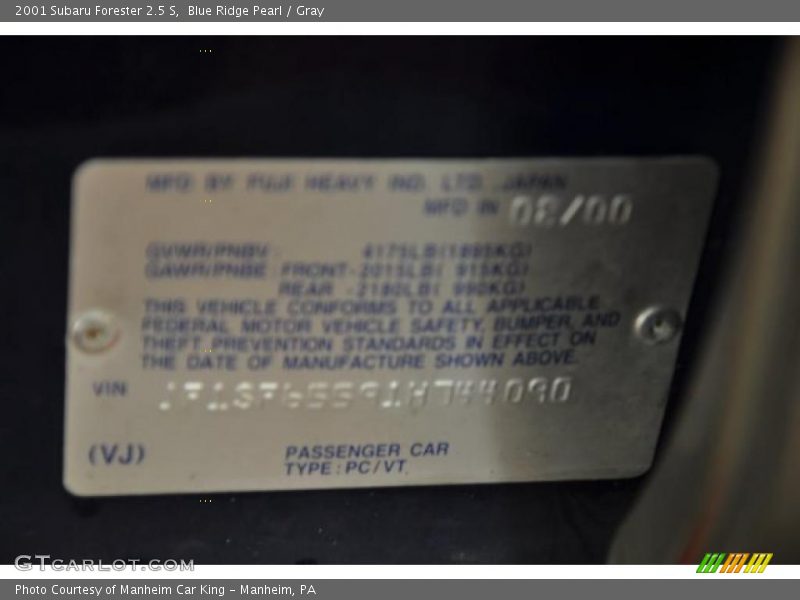 2001 Subaru Forester 2.5 S, Blue Ridge Pearl / Gray
MFD BY FUJI HEAVY IND. LTD. JAPAN
MFD IN 08/00
GVWR/PNBV: 4175LB(1895KG)
GAWR/PNBE: FRONT-2015LB( 915KG)
REAR -2180LB( 990KG)
THIS VEHICLE CONFORMS TO ALL APPLICABLE
FEDERAL MOTOR VEHICLE SAFETY, BUMPER, AND
THEFT PREVENTION STANDARDS IN EFFECT ON
THE DATE OF MANUFACTURE SHOWN ABOVE.
VIN
(VJ) PASSENGER CAR
TYPE:PC/VT
GTCARLOT.COM
Photo Courtesy of Manheim Car King – Manheim, PA